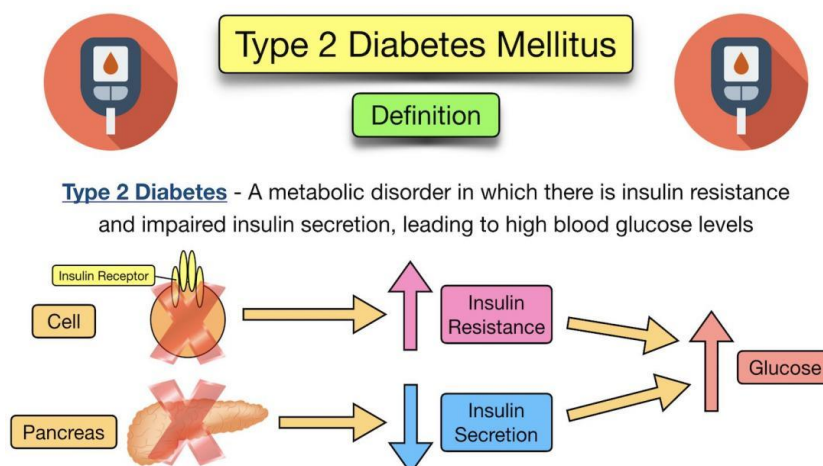 Type 2 Diabetes Mellitus
Definition
Type 2 Diabetes - A metabolic disorder in which there is insulin resistance
and impaired insulin secretion, leading to high blood glucose levels
Insulin Receptor
Cell
Insulin
Resistance
Glucose
Pancreas
Insulin
Secretion